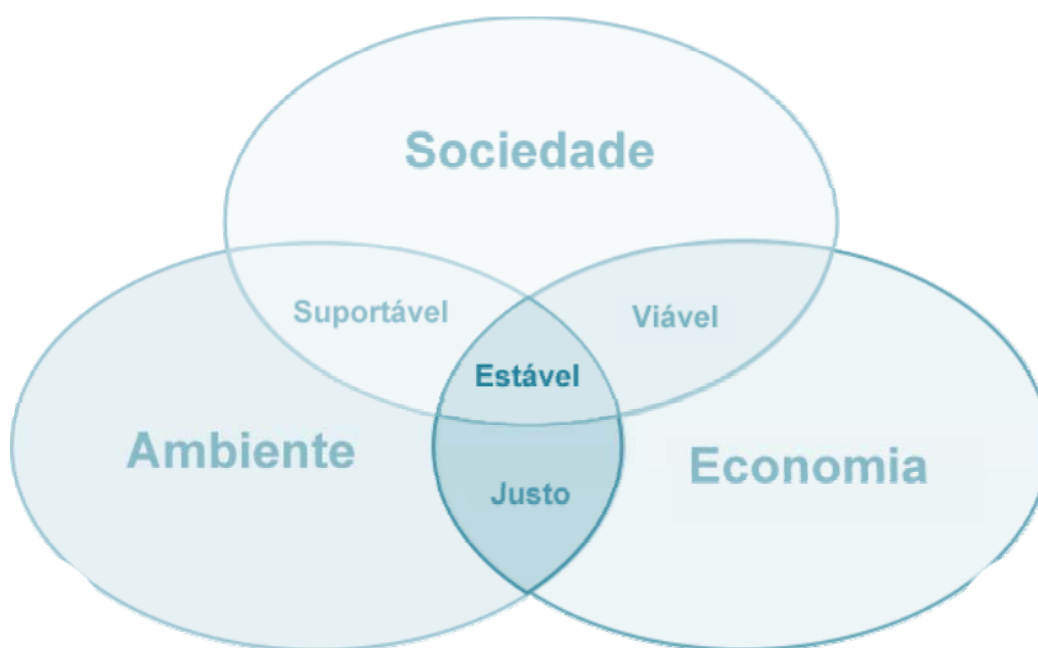 Sociedade
Suportável
Viável
Estável
Ambiente
Economia
Justo